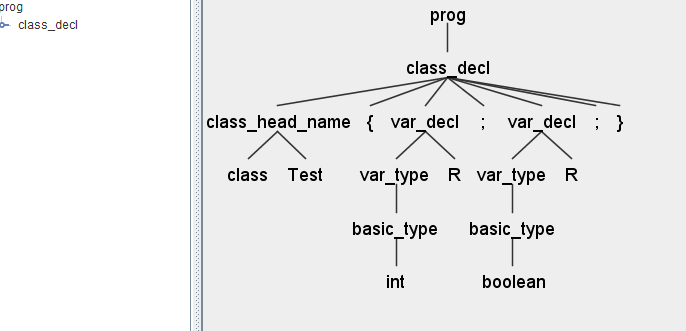 prog
class_decl
prog
class_decl
class_head_name { var_decl ; var_decl ; }
class Test var_type R var_type R
basic_type basic_type
int boolean